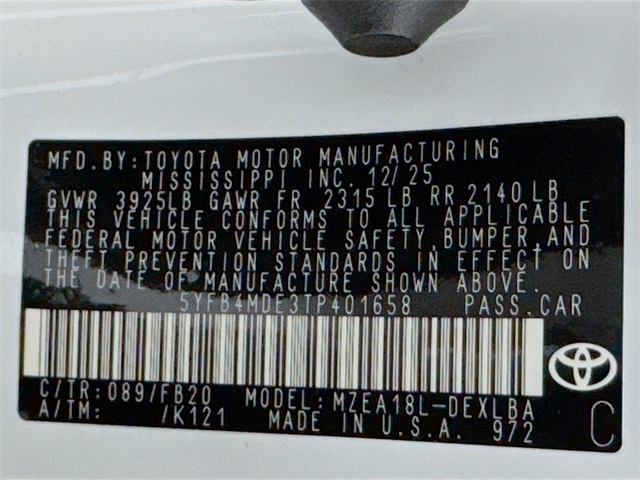 MFD. BY: TOYOTA MOTOR MANUFACTURING
MISSISSIPPI INC. 12/25
GVWR 3925LB GAWR FR 2315 LB RR 2140 LB
THIS VEHICLE CONFORMS TO ALL APPLICABLE
FEDERAL MOTOR VEHICLE SAFETY, BUMPER, AND
THEFT PREVENTION STANDARDS IN EFFECT ON
THE DATE OF MANUFACTURE SHOWN ABOVE.
5YFB4MDE3TP401658 PASS. CAR
C/TR: 089/FB20 MODEL: MZEA18L-DEXLBA
A/TM: /K121 MADE IN U.S.A. 972 C